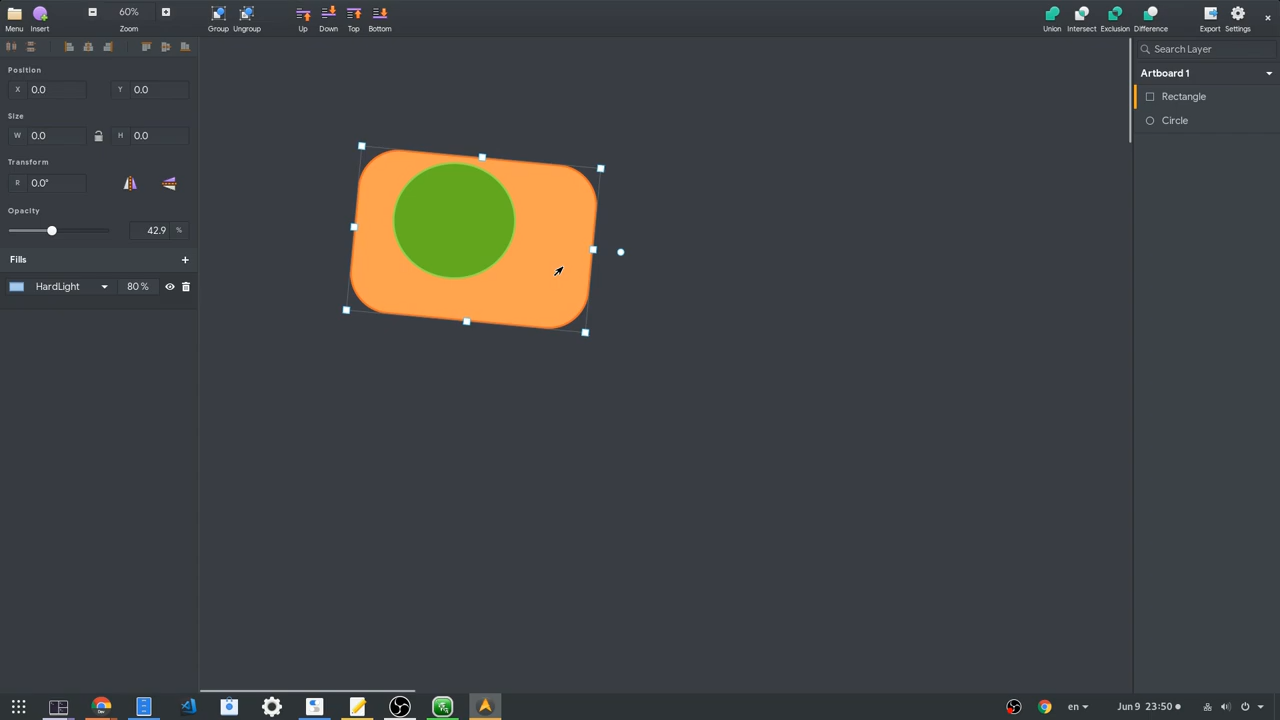 60%
Menu Insert Zoom Group Ungroup Up Down Top Bottom Union Intersect Exclusion Difference Export Settings
Position
X 0.0 Y 0.0
Size
W 0.0 H 0.0
Transform
R 0.0°
Opacity
42.9 %
Fills +
HardLight 80 %
Search Layer
Artboard 1
Rectangle
Circle
en Jun 9 23:50